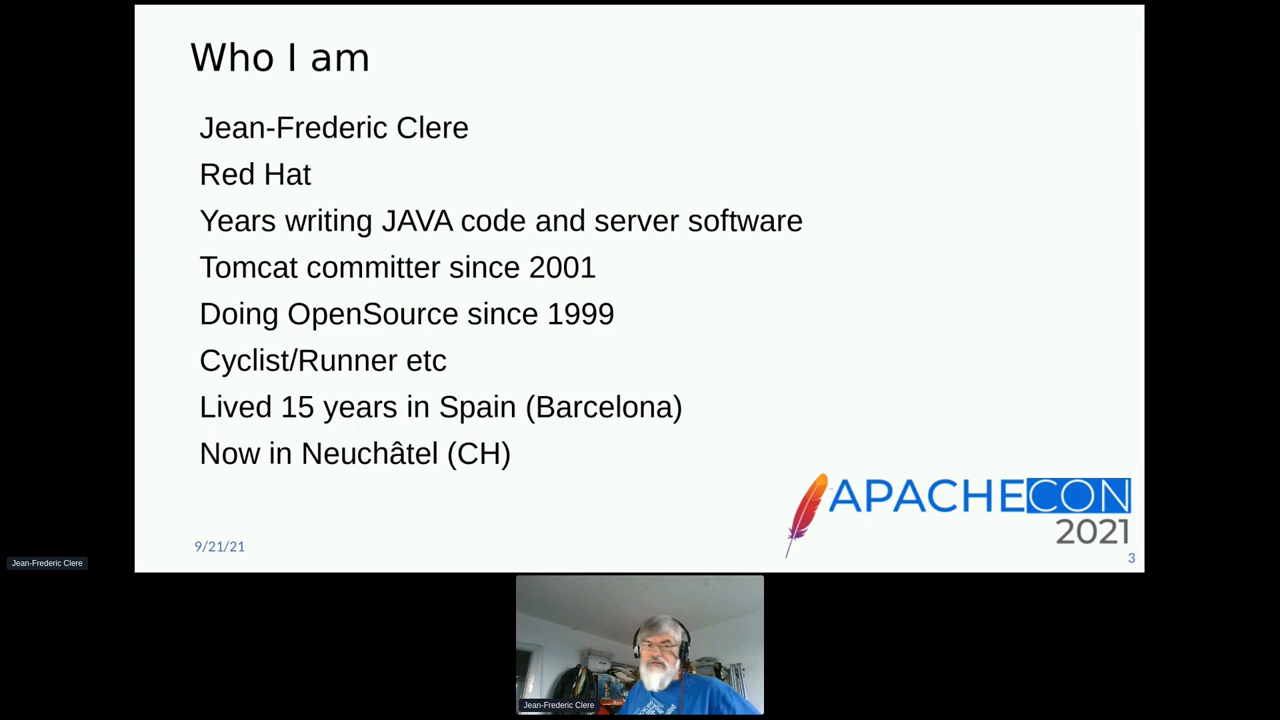 Who I am
Jean-Frederic Clere
Red Hat
Years writing JAVA code and server software
Tomcat committer since 2001
Doing OpenSource since 1999
Cyclist/Runner etc
Lived 15 years in Spain (Barcelona)
Now in Neuchâtel (CH)
APACHECON
2021
9/21/21
3
Jean-Frederic Clere
Jean-Frederic Clere